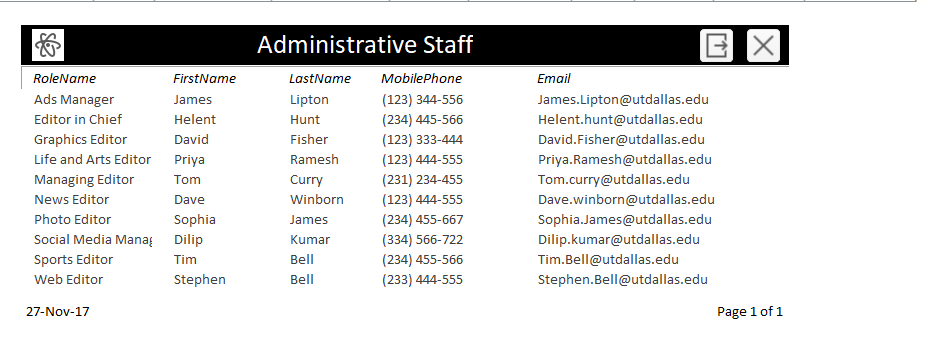 Administrative Staff
RoleName FirstName LastName MobilePhone Email
Ads Manager James Lipton (123) 344-556 James.Lipton@utdallas.edu
Editor in Chief Helent Hunt (234) 445-566 Helent.hunt@utdallas.edu
Graphics Editor David Fisher (123) 333-444 David.Fisher@utdallas.edu
Life and Arts Editor Priya Ramesh (123) 444-555 Priya.Ramesh@utdallas.edu
Managing Editor Tom Curry (231) 234-455 Tom.curry@utdallas.edu
News Editor Dave Winborn (123) 444-555 Dave.winborn@utdallas.edu
Photo Editor Sophia James (234) 455-667 Sophia.James@utdallas.edu
Social Media Manag Dilip Kumar (334) 566-722 Dilip.kumar@utdallas.edu
Sports Editor Tim Bell (234) 455-566 Tim.Bell@utdallas.edu
Web Editor Stephen Bell (233) 444-555 Stephen.Bell@utdallas.edu
27-Nov-17 Page 1 of 1